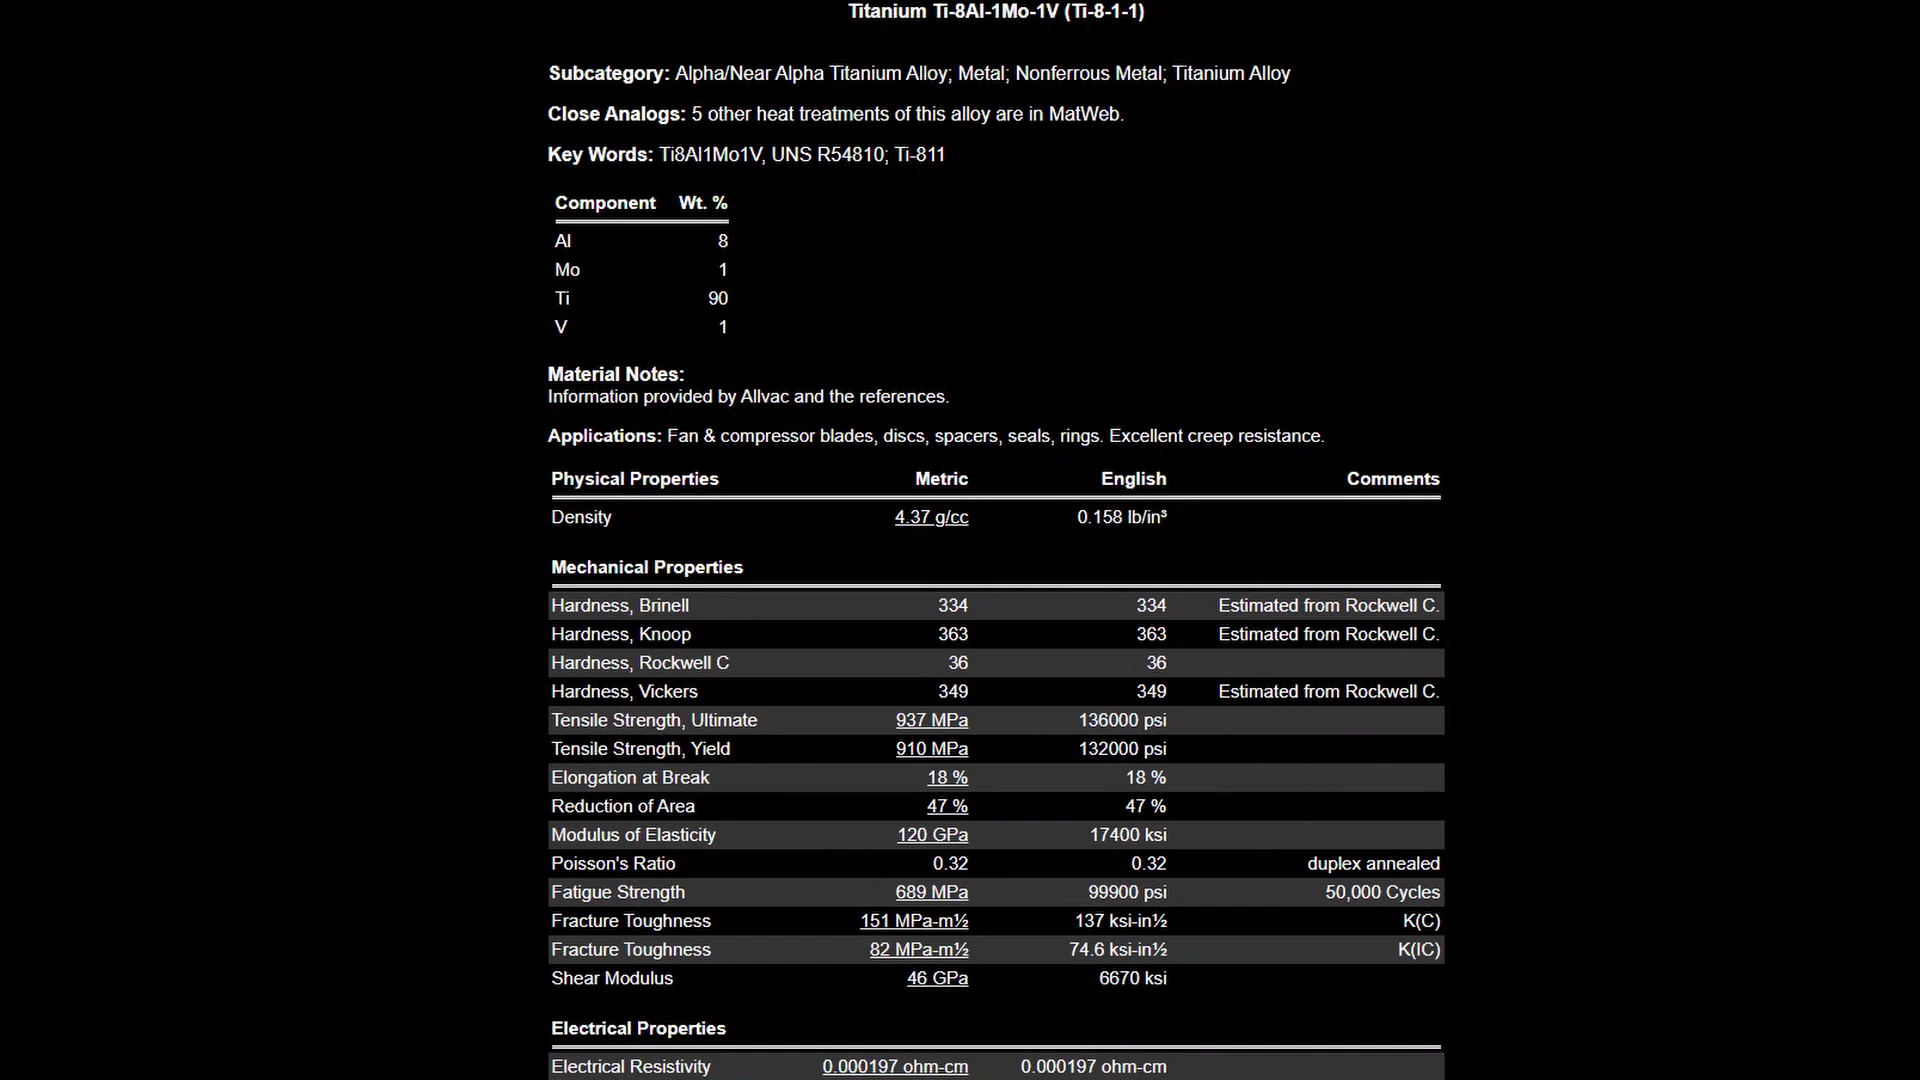 Titanium Ti-8Al-1Mo-1V (Ti-8-1-1)
Subcategory: Alpha/Near Alpha Titanium Alloy; Metal; Nonferrous Metal; Titanium Alloy
Close Analogs: 5 other heat treatments of this alloy are in MatWeb.
Key Words: Ti8Al1Mo1V, UNS R54810; Ti-811
Component Wt. %
Al 8
Mo 1
Ti 90
V 1
Material Notes:
Information provided by Allvac and the references.
Applications: Fan & compressor blades, discs, spacers, seals, rings. Excellent creep resistance.
Physical Properties Metric English Comments
Density 4.37 g/cc 0.158 lb/in³
Mechanical Properties
Hardness, Brinell 334 334 Estimated from Rockwell C.
Hardness, Knoop 363 363 Estimated from Rockwell C.
Hardness, Rockwell C 36 36
Hardness, Vickers 349 349 Estimated from Rockwell C.
Tensile Strength, Ultimate 937 MPa 136000 psi
Tensile Strength, Yield 910 MPa 132000 psi
Elongation at Break 18 % 18 %
Reduction of Area 47 % 47 %
Modulus of Elasticity 120 GPa 17400 ksi
Poisson's Ratio 0.32 0.32 duplex annealed
Fatigue Strength 689 MPa 99900 psi 50,000 Cycles
Fracture Toughness 151 MPa-m½ 137 ksi-in½ K(C)
Fracture Toughness 82 MPa-m½ 74.6 ksi-in½ K(IC)
Shear Modulus 46 GPa 6670 ksi
Electrical Properties
Electrical Resistivity 0.000197 ohm-cm 0.000197 ohm-cm